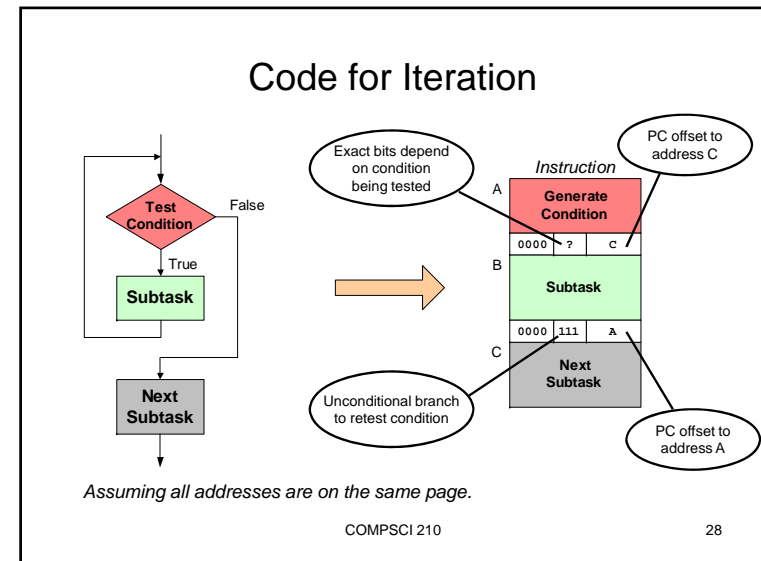 Code for Iteration
Test
Condition
False
True
Subtask
Next
Subtask
Exact bits depend
on condition
being tested
PC offset to
address C
Instruction
A
Generate
Condition
0000 ? C
B
Subtask
0000 111 A
C
Next
Subtask
Unconditional branch
to retest condition
PC offset to
address A
Assuming all addresses are on the same page.
COMPSCI 210
28